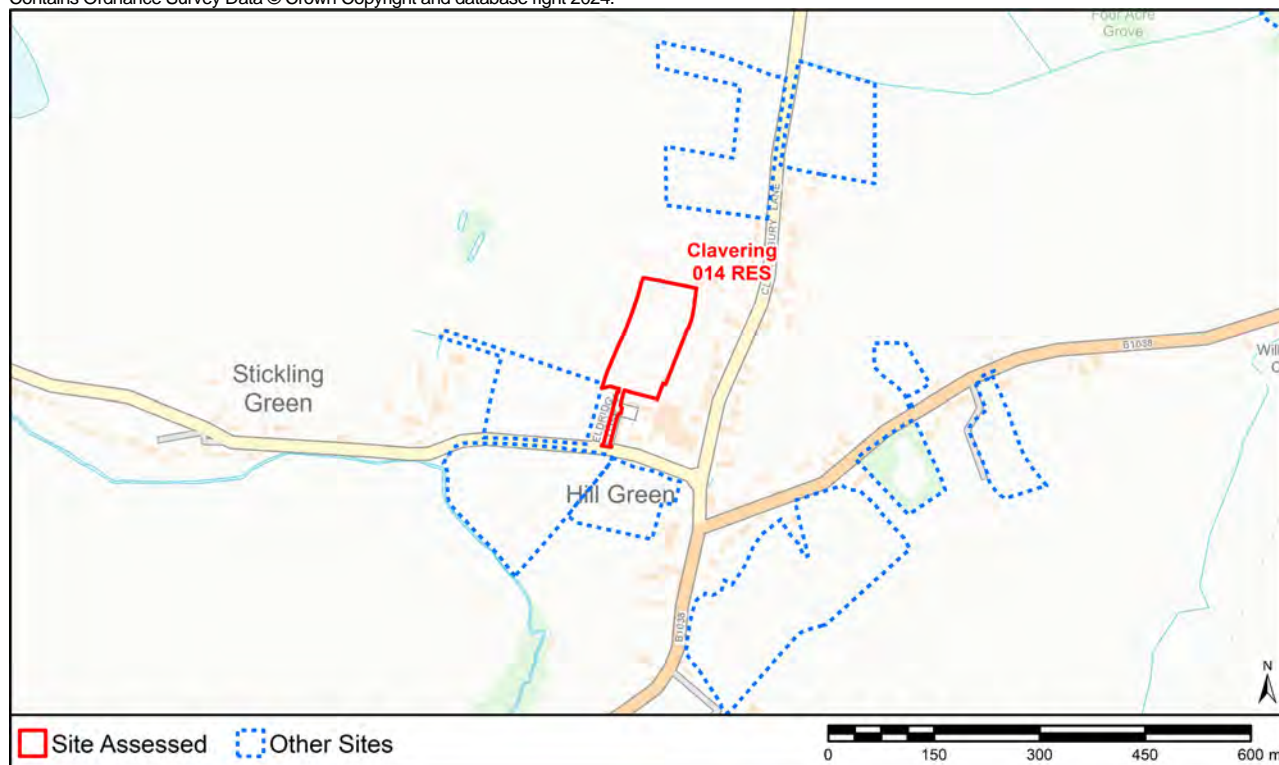 Contains Ordnance Survey Data © Crown Copyright and database right 2024.
Four Acre
Grove
Clavering
014 RES
Stickling
Green
B1038
Hill Green
B1038
N
Site Assessed
Other Sites
0 150 300 450 600 m